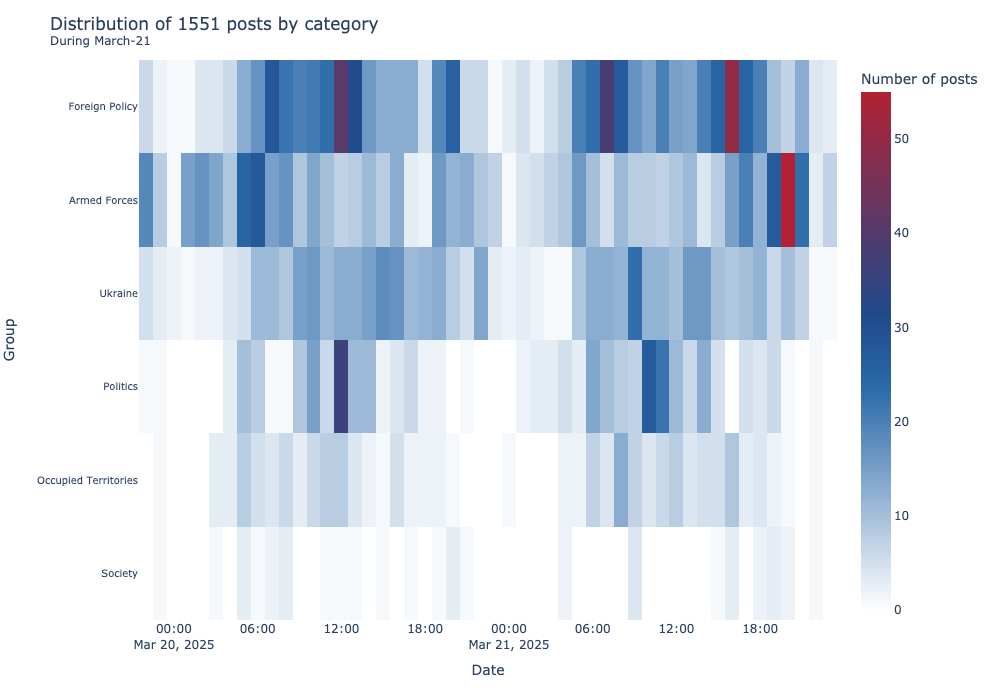 Distribution of 1551 posts by category
During March-21
Number of posts
Foreign Policy
Armed Forces
Ukraine
Politics
Occupied Territories
Society
Group
50
40
30
20
10
0
00:00 06:00 12:00 18:00 00:00 06:00 12:00 18:00
Mar 20, 2025 Mar 21, 2025
Date